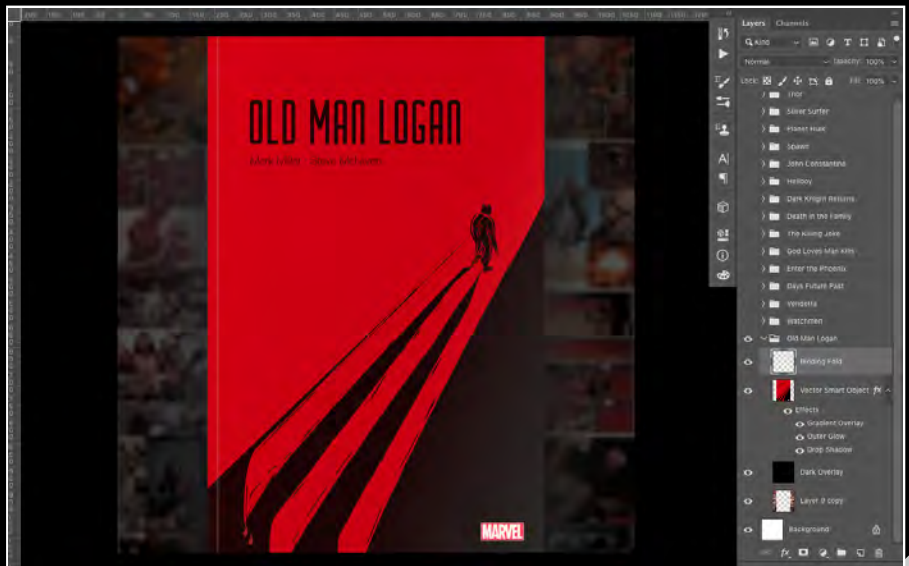 OLD MAN LOGAN
Mark Millar Steve McNiven
MARVEL
Layers Channels
Kind
Normal Opacity: 100%
Lock: Fill: 100%
Thor
Silver Surfer
Planet Hulk
Spawn
John Constantine
Hellboy
Dark Knight Returns
Death in the Family
The Killing Joke
God Loves Man Kills
Enter the Phoenix
Days Future Past
Vendetta
Watchmen
Old Man Logan
Binding Fold
Vector Smart Object fx
Effects
Gradient Overlay
Outer Glow
Drop Shadow
Dark Overlay
Layer 0 copy
Background